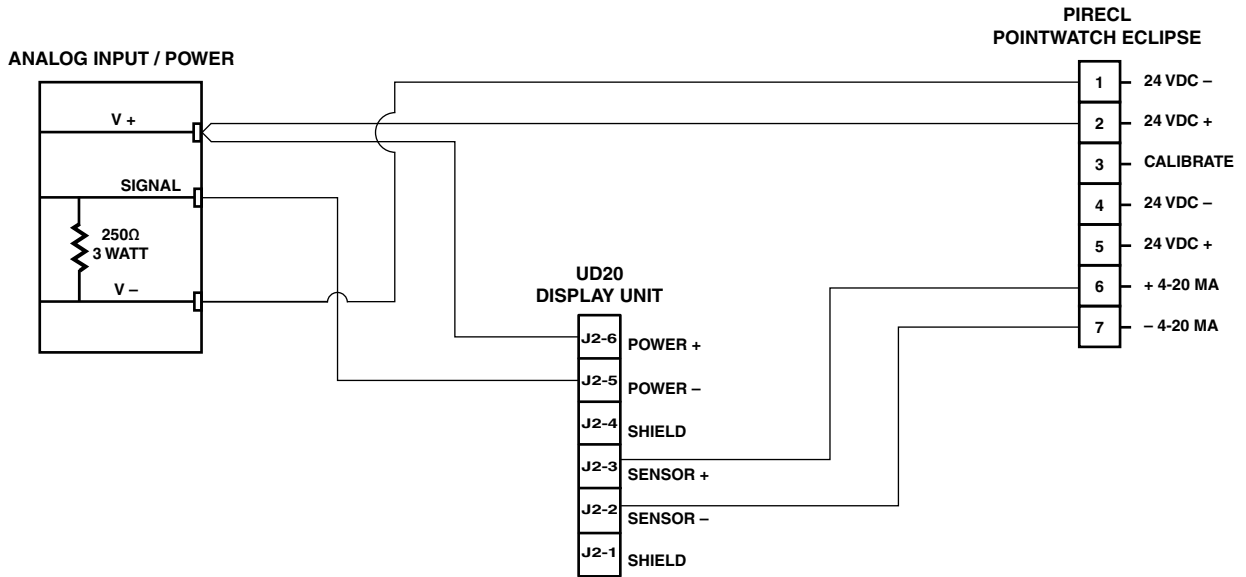 PIRECL
POINTWATCH ECLIPSE
ANALOG INPUT / POWER
V +
SIGNAL
250Ω
3 WATT
V –
1 24 VDC –
2 24 VDC +
3 CALIBRATE
4 24 VDC –
5 24 VDC +
6 + 4-20 MA
7 – 4-20 MA
UD20
DISPLAY UNIT
J2-6 POWER +
J2-5 POWER –
J2-4 SHIELD
J2-3 SENSOR +
J2-2 SENSOR –
J2-1 SHIELD